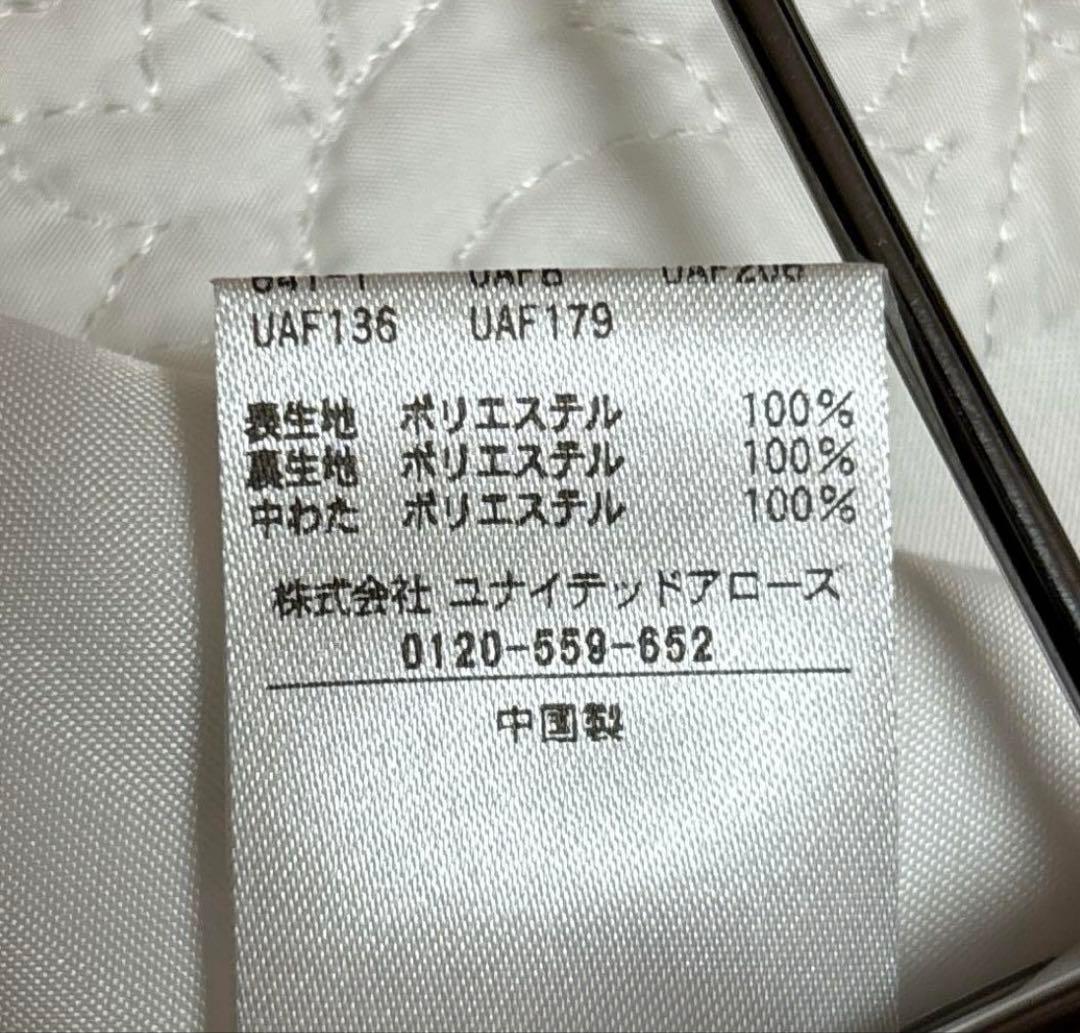 UAF136 UAF179
表生地 ポリエステル 100%
裏生地 ポリエステル 100%
中わた ポリエステル 100%
株式会社 ユナイテッドアローズ
0120-559-652
中国製